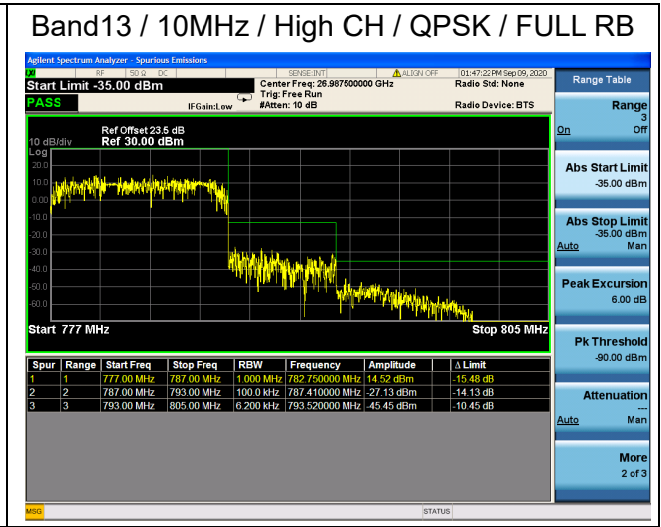 Band13 / 10MHz / High CH / QPSK / FULL RB
Agilent Spectrum Analyzer - Spurious Emissions
RF 50 Ω DC SENSE:INT ALIGN OFF 01:47:22 PM Sep 09, 2020
Start Limit -35.00 dBm
Center Freq: 26.987500000 GHz
Radio Std: None
Trig: Free Run
PASS
IFGain:Low
#Atten: 10 dB
Radio Device: BTS
Ref Offset 23.5 dB
10 dB/div Ref 30.00 dBm
Log
20.0
10.0
0.00
-10.0
-20.0
-30.0
-40.0
-50.0
-60.0
Start 777 MHz Stop 805 MHz
Spur Range Start Freq Stop Freq RBW Frequency Amplitude Δ Limit
1 1 777.00 MHz 787.00 MHz 1.000 MHz 782.750000 MHz 14.52 dBm -15.48 dB
2 2 787.00 MHz 793.00 MHz 100.0 kHz 787.410000 MHz -27.13 dBm -14.13 dB
3 3 793.00 MHz 805.00 MHz 6.200 kHz 793.520000 MHz -45.45 dBm -10.45 dB
Range Table
Range
3
On Off
Abs Start Limit
-35.00 dBm
Abs Stop Limit
-35.00 dBm
Auto Man
Peak Excursion
6.00 dB
Pk Threshold
-90.00 dBm
Attenuation
---
Auto Man
More
2 of 3
MSG STATUS